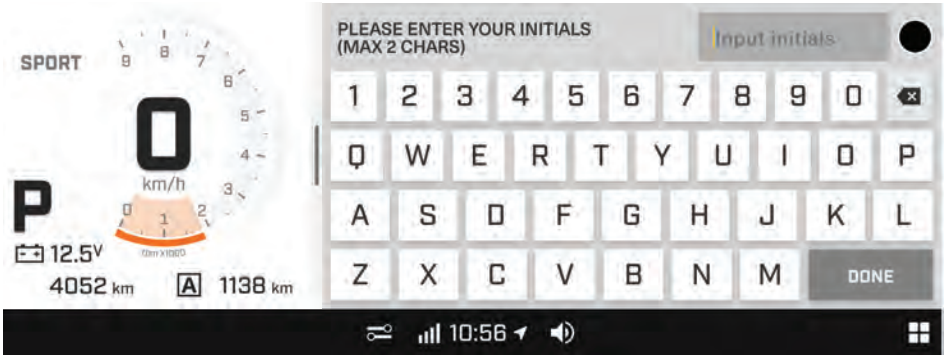 PLEASE ENTER YOUR INITIALS
(MAX 2 CHARS)
Input initials
SPORT
9 8 7
6
5
4
3
0 1 2
0
km/h
rpm x1000
P
12.5V
4052 km
A 1138 km
1 2 3 4 5 6 7 8 9 0
Q W E R T Y U I O P
A S D F G H J K L
Z X C V B N M DONE
10:56